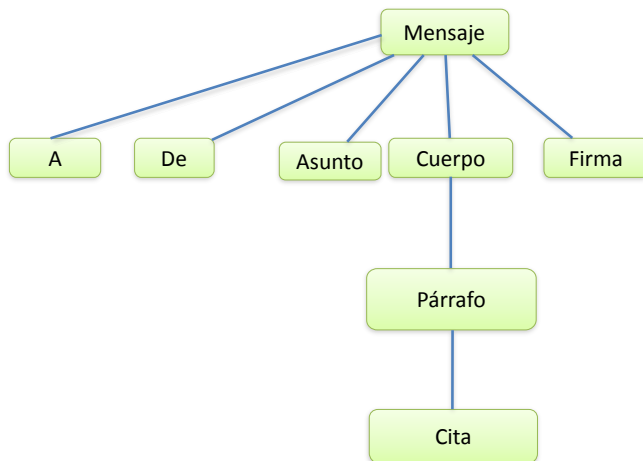 Mensaje
A
De
Asunto
Cuerpo
Firma
Párrafo
Cita